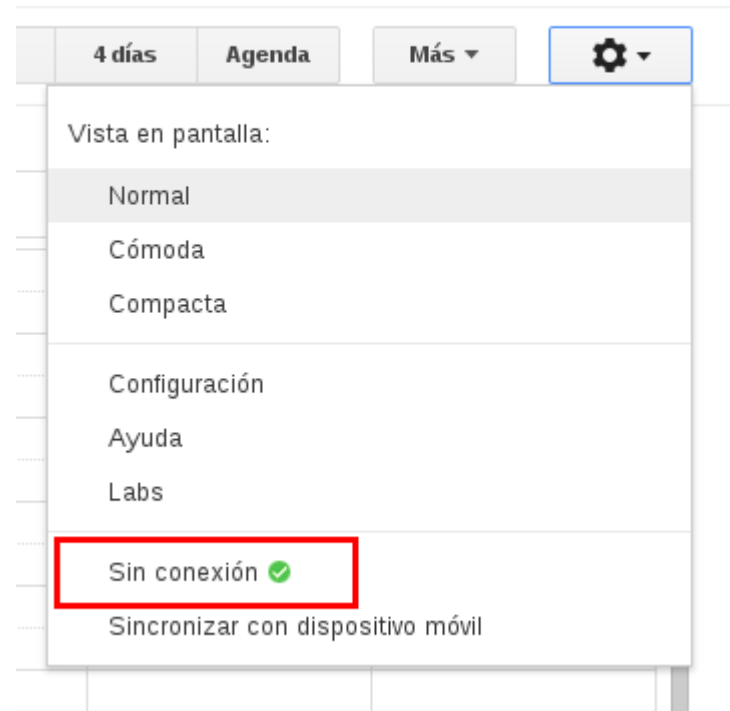 4 días Agenda Más
Vista en pantalla:
Normal
Cómoda
Compacta
Configuración
Ayuda
Labs
Sin conexión
Sincronizar con dispositivo móvil